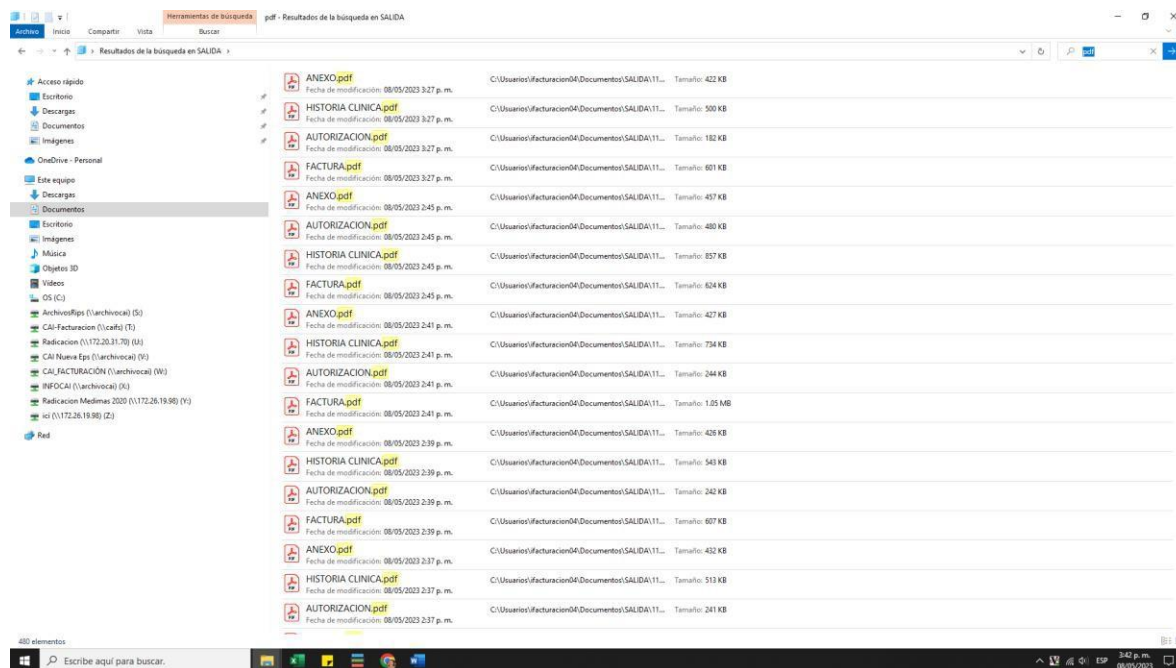 Herramientas de búsqueda pdf - Resultados de la búsqueda en SALIDA
Archivo Inicio Compartir Vista Buscar
Resultados de la búsqueda en SALIDA pdf
Acceso rápido
Escritorio
Descargas
Documentos
Imágenes
OneDrive - Personal
Este equipo
Descargas
Documentos
Escritorio
Imágenes
Música
Objetos 3D
Vídeos
OS (C:)
ArchivosRips (\\archivocai) (S:)
CAI-Facturacion (\\caifs) (T:)
Radicacion (\\172.20.31.70) (U:)
CAI Nueva Eps (\\archivocai) (V:)
CAI_FACTURACIÓN (\\archivocai) (W:)
INFOCAI (\\archivocai) (X:)
Radicacion Medimas 2020 (\\172.26.19.98) (Y:)
ici (\\172.26.19.98) (Z:)
Red
ANEXO.pdf C:\Usuarios\ifacturacion04\Documentos\SALIDA\11... Tamaño: 422 KB
Fecha de modificación: 08/05/2023 3:27 p. m.
HISTORIA CLINICA.pdf C:\Usuarios\ifacturacion04\Documentos\SALIDA\11... Tamaño: 500 KB
Fecha de modificación: 08/05/2023 3:27 p. m.
AUTORIZACION.pdf C:\Usuarios\ifacturacion04\Documentos\SALIDA\11... Tamaño: 182 KB
Fecha de modificación: 08/05/2023 3:27 p. m.
FACTURA.pdf C:\Usuarios\ifacturacion04\Documentos\SALIDA\11... Tamaño: 601 KB
Fecha de modificación: 08/05/2023 3:27 p. m.
ANEXO.pdf C:\Usuarios\ifacturacion04\Documentos\SALIDA\11... Tamaño: 457 KB
Fecha de modificación: 08/05/2023 2:45 p. m.
AUTORIZACION.pdf C:\Usuarios\ifacturacion04\Documentos\SALIDA\11... Tamaño: 480 KB
Fecha de modificación: 08/05/2023 2:45 p. m.
HISTORIA CLINICA.pdf C:\Usuarios\ifacturacion04\Documentos\SALIDA\11... Tamaño: 857 KB
Fecha de modificación: 08/05/2023 2:45 p. m.
FACTURA.pdf C:\Usuarios\ifacturacion04\Documentos\SALIDA\11... Tamaño: 624 KB
Fecha de modificación: 08/05/2023 2:45 p. m.
ANEXO.pdf C:\Usuarios\ifacturacion04\Documentos\SALIDA\11... Tamaño: 427 KB
Fecha de modificación: 08/05/2023 2:41 p. m.
HISTORIA CLINICA.pdf C:\Usuarios\ifacturacion04\Documentos\SALIDA\11... Tamaño: 734 KB
Fecha de modificación: 08/05/2023 2:41 p. m.
AUTORIZACION.pdf C:\Usuarios\ifacturacion04\Documentos\SALIDA\11... Tamaño: 244 KB
Fecha de modificación: 08/05/2023 2:41 p. m.
FACTURA.pdf C:\Usuarios\ifacturacion04\Documentos\SALIDA\11... Tamaño: 1.05 MB
Fecha de modificación: 08/05/2023 2:41 p. m.
ANEXO.pdf C:\Usuarios\ifacturacion04\Documentos\SALIDA\11... Tamaño: 426 KB
Fecha de modificación: 08/05/2023 2:39 p. m.
HISTORIA CLINICA.pdf C:\Usuarios\ifacturacion04\Documentos\SALIDA\11... Tamaño: 543 KB
Fecha de modificación: 08/05/2023 2:39 p. m.
AUTORIZACION.pdf C:\Usuarios\ifacturacion04\Documentos\SALIDA\11... Tamaño: 242 KB
Fecha de modificación: 08/05/2023 2:39 p. m.
FACTURA.pdf C:\Usuarios\ifacturacion04\Documentos\SALIDA\11... Tamaño: 607 KB
Fecha de modificación: 08/05/2023 2:39 p. m.
ANEXO.pdf C:\Usuarios\ifacturacion04\Documentos\SALIDA\11... Tamaño: 432 KB
Fecha de modificación: 08/05/2023 2:37 p. m.
HISTORIA CLINICA.pdf C:\Usuarios\ifacturacion04\Documentos\SALIDA\11... Tamaño: 513 KB
Fecha de modificación: 08/05/2023 2:37 p. m.
AUTORIZACION.pdf C:\Usuarios\ifacturacion04\Documentos\SALIDA\11... Tamaño: 241 KB
Fecha de modificación: 08/05/2023 2:37 p. m.
480 elementos
Escribe aquí para buscar. ESP 3:42 p. m.
08/05/2023